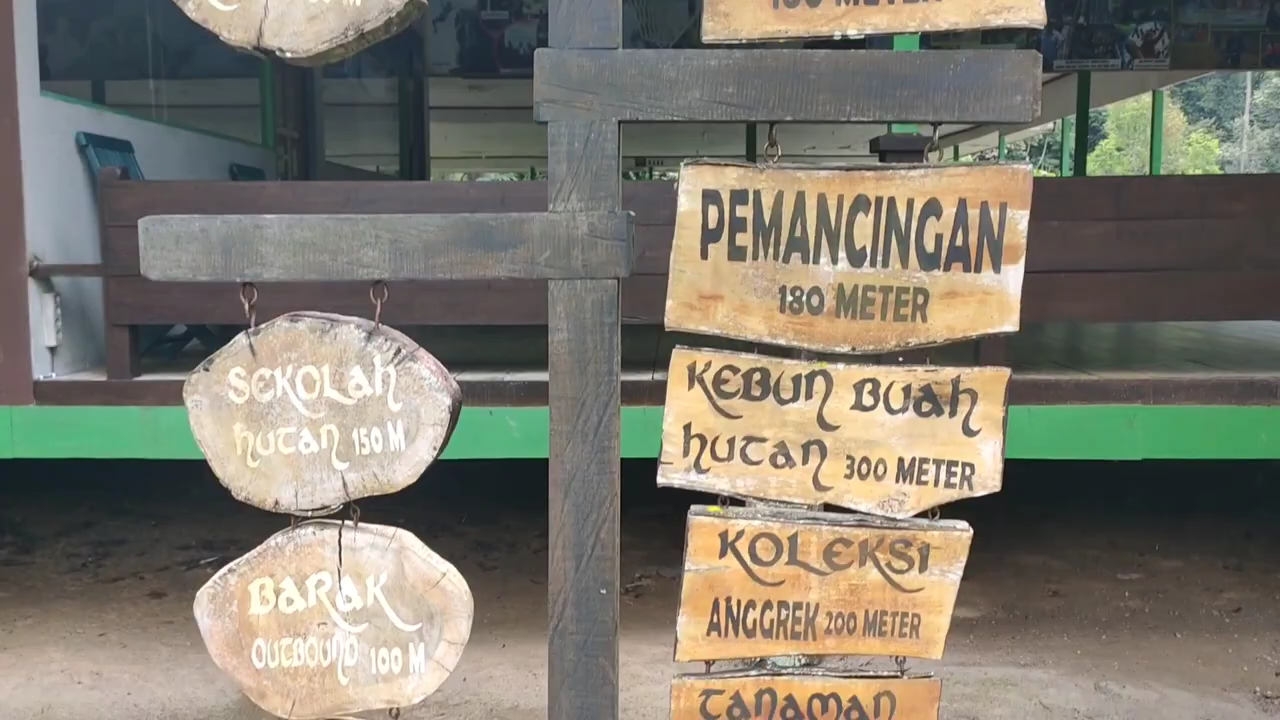 180 METER
PEMANCINGAN
180 METER
KEBUN BUAH
HUTAN 300 METER
KOLEKSI
ANGGREK 200 METER
TANAMAN
SEKOLAH
HUTAN 150 M
BARAK
OUTBOUND 100 M